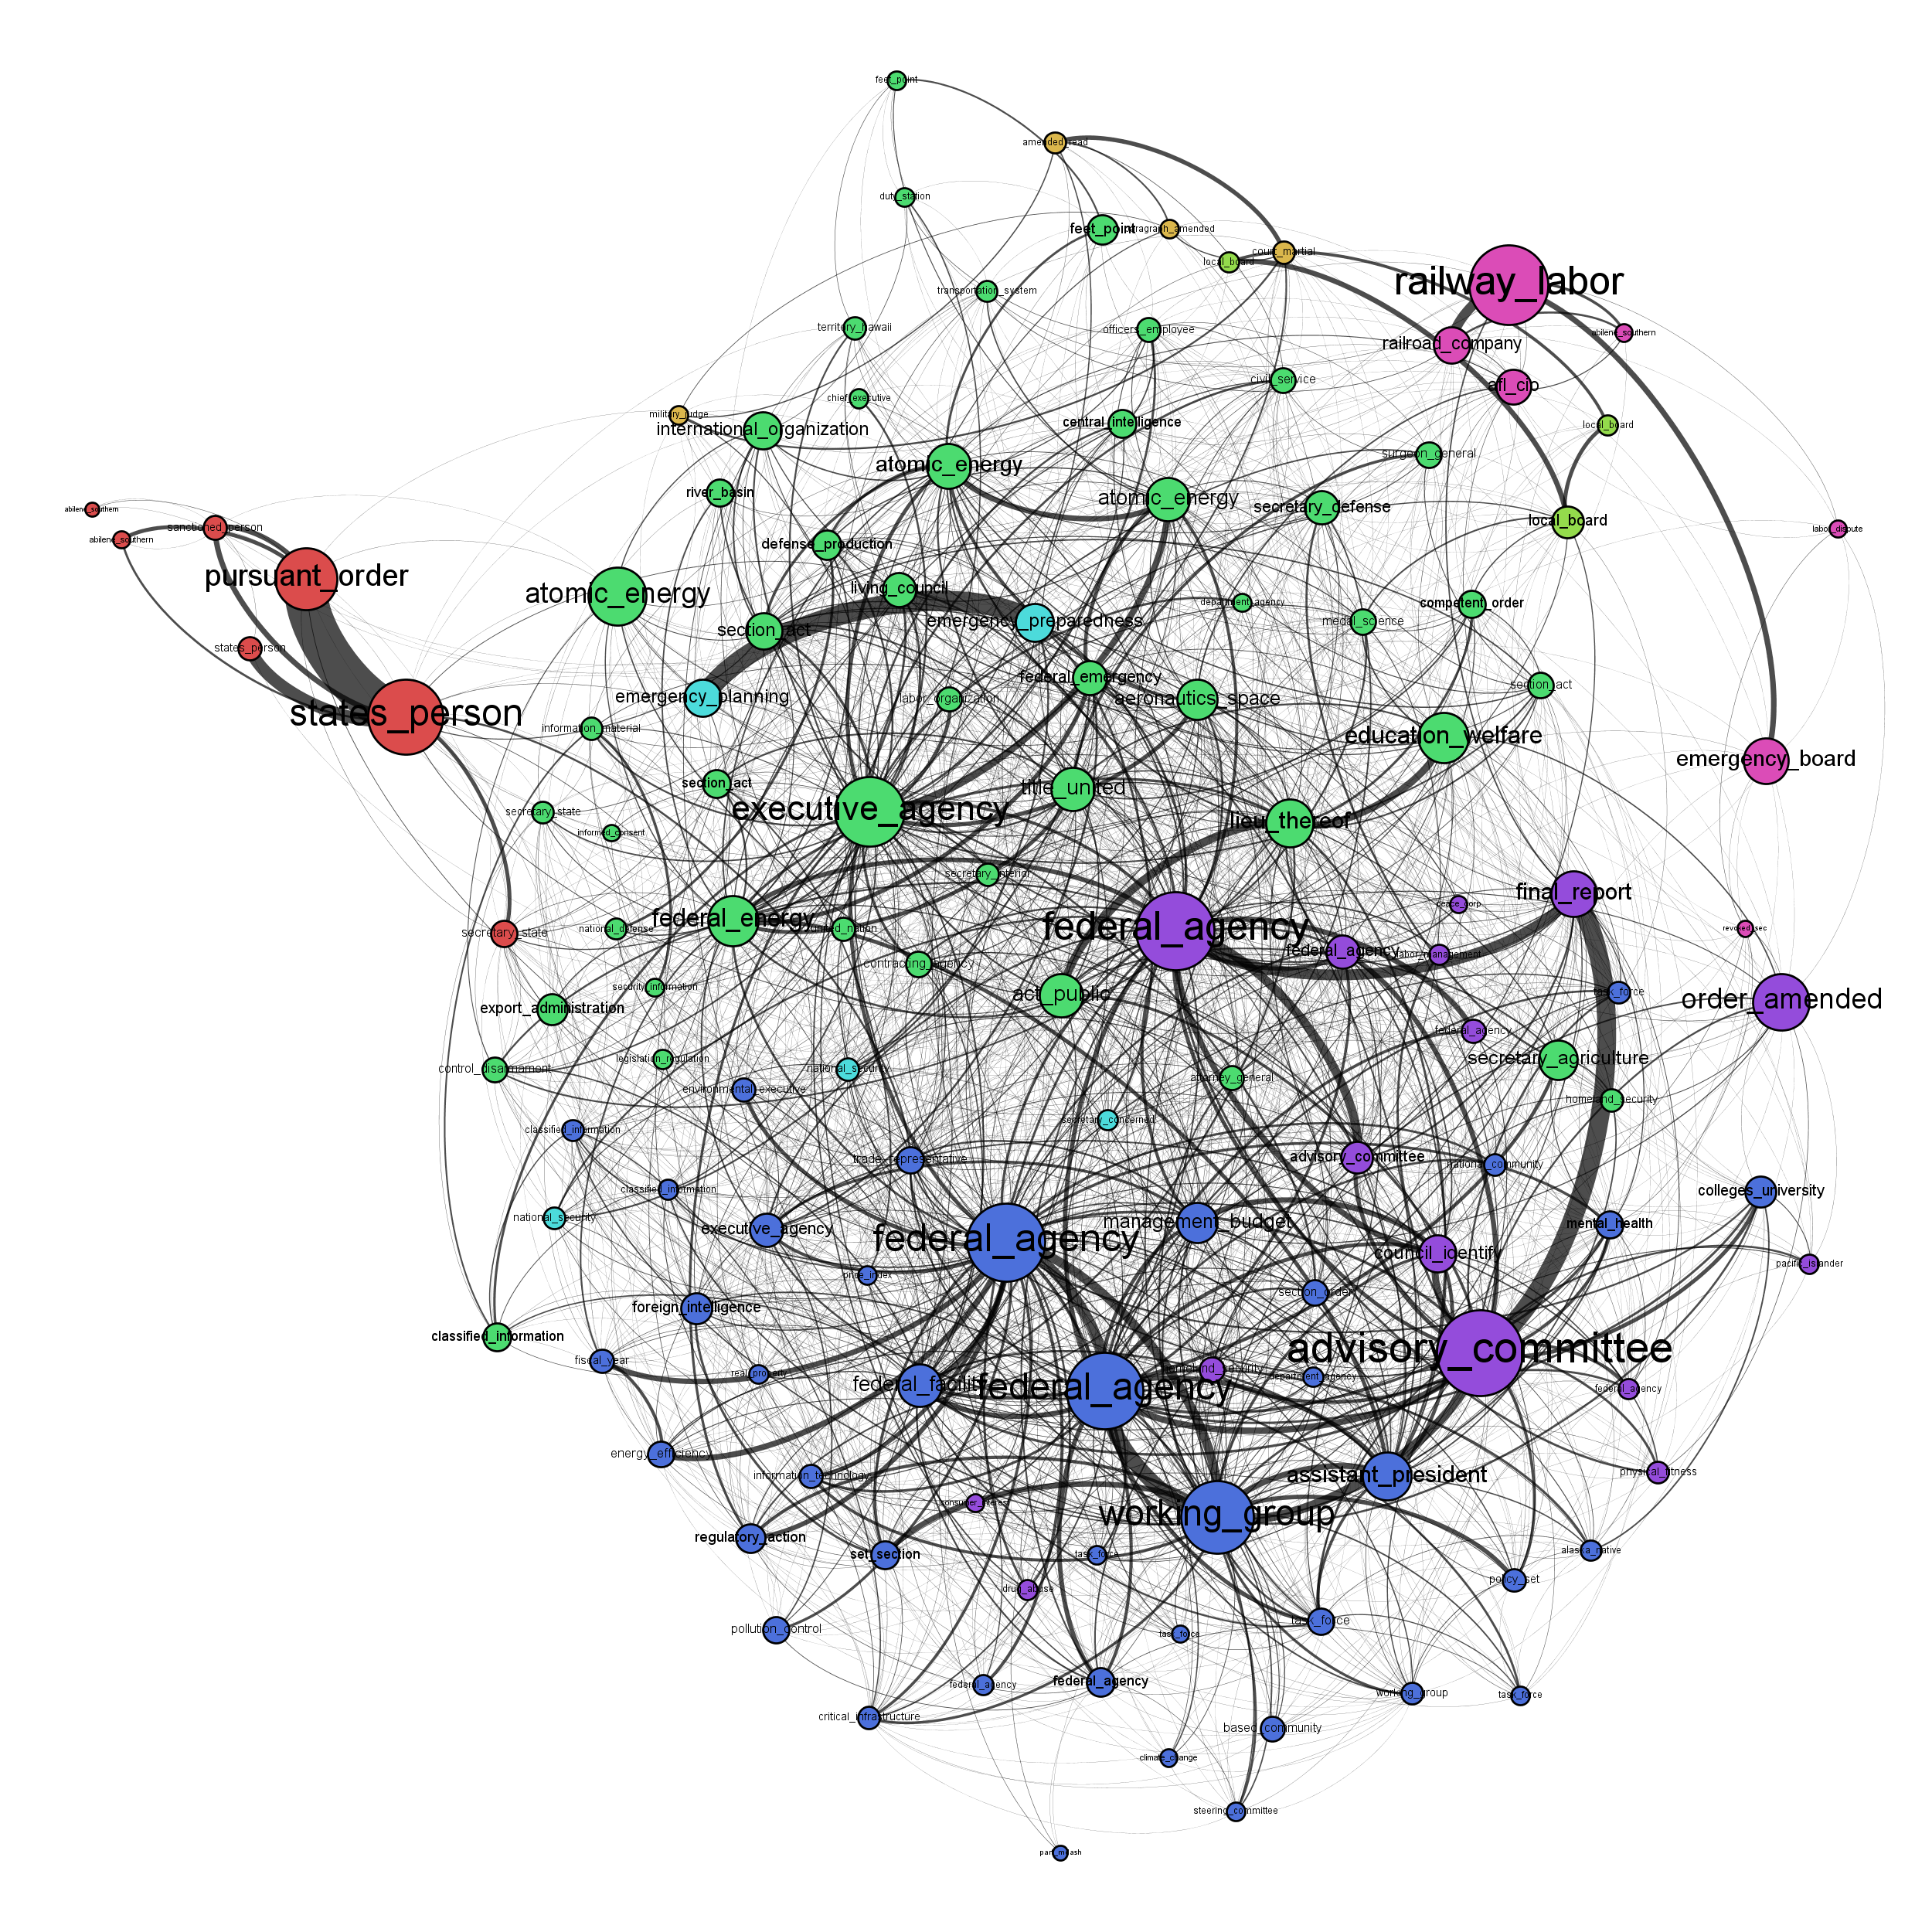 feet_point
amended_read
duty_station
feet_point
paragraph_amended
court_martial
local_board
railway_labor
transportation_system
territory_hawaii
officers_employee
abilene_southern
railroad_company
civil_service
afl_cio
chief_executive
military_judge
international_organization
central_intelligence
local_board
surgeon_general
atomic_energy
river_basin
atomic_energy
secretary_defense
abilene_southern
sanctioned_person
abilene_southern
local_board
labor_dispute
defense_production
pursuant_order
atomic_energy
living_council
department_agency
competent_order
section_act
emergency_preparedness
medal_science
states_person
federal_emergency
section_act
emergency_planning
labor_organization
aeronautics_space
states_person
information_material
education_welfare
emergency_board
section_act
title_united
secretary_state
executive_agency
lieu_thereof
informed_consent
secretary_interior
final_report
peace_corp
federal_energy
secretary_state
national_defense
united_nation
federal_agency
federal_agency
labor_management
revoked_sec
contracting_agency
security_information
act_public
task_force
order_amended
export_administration
federal_agency
legislation_regulation
secretary_agriculture
control_disarmament
national_security
attorney_general
environmental_executive
homeland_security
secretary_concerned
classified_information
trade_representative
advisory_committee
national_community
classified_information
colleges_university
national_security
executive_agency
management_budget
mental_health
federal_agency
council_identify
pacific_islander
price_index
section_order
foreign_intelligence
classified_information
advisory_committee
fiscal_year
real_property
federal_facility
federal_agency
homeland_security
department_agency
federal_agency
energy_efficiency
information_technology
assistant_president
physical_fitness
consumer_interest
working_group
regulatory_action
set_section
task_force
alaska_native
policy_set
drug_abuse
pollution_control
task_force
task_force
federal_agency
federal_agency
working_group
task_force
critical_infrastructure
based_community
climate_change
steering_committee